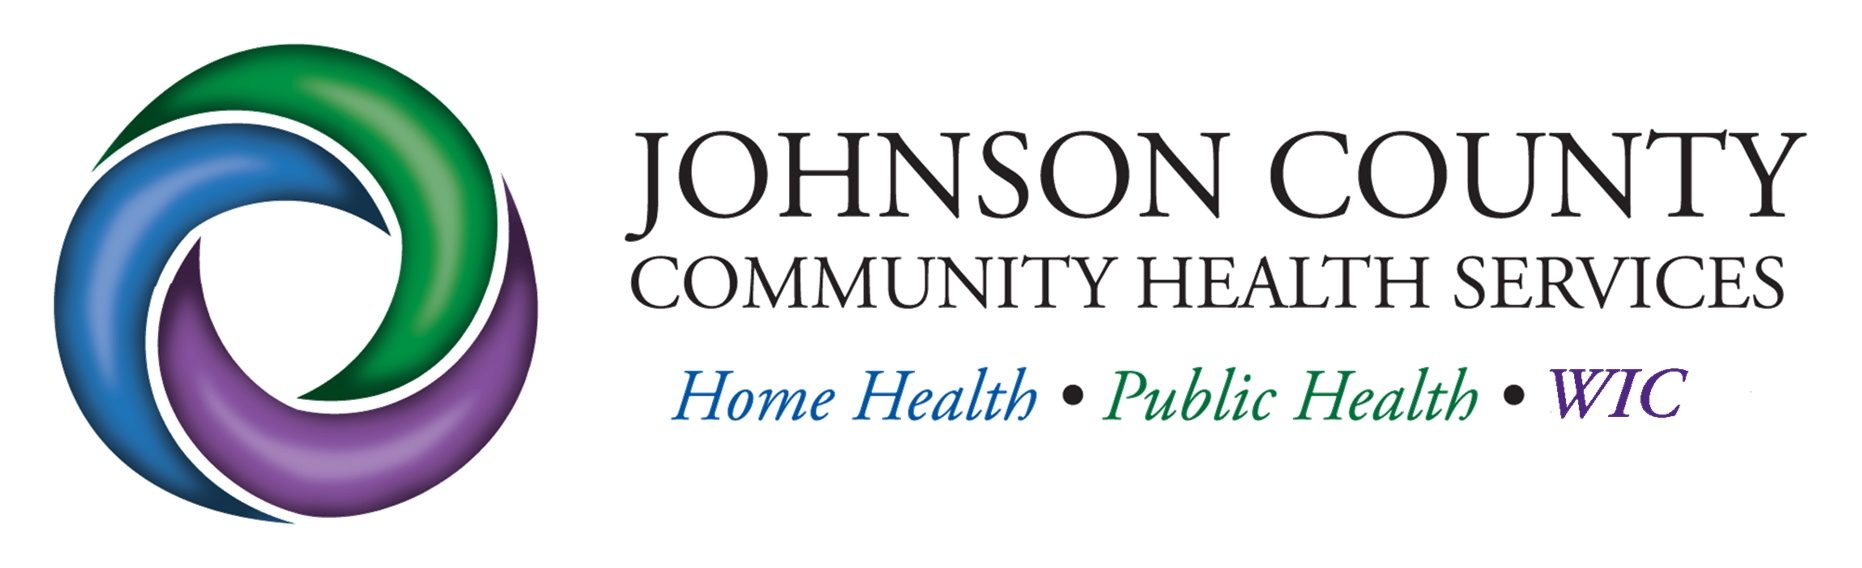 JOHNSON COUNTY
COMMUNITY HEALTH SERVICES
Home Health • Public Health • WIC